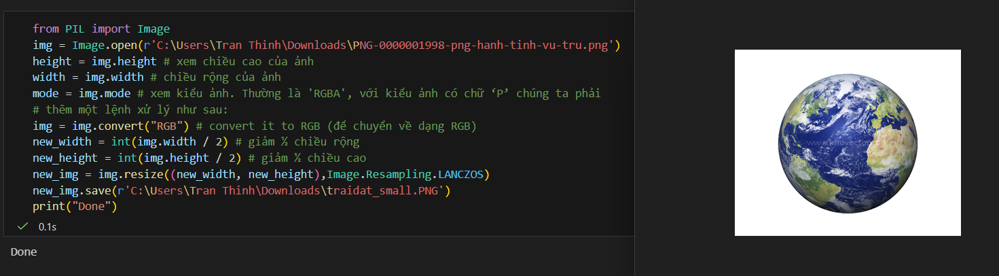 from PIL import Image
img = Image.open(r'C:\Users\Tran Thinh\Downloads\PNG-0000001998-png-hanh-tinh-vu-tru.png')
height = img.height # xem chiều cao của ảnh
width = img.width # chiều rộng của ảnh
mode = img.mode # xem kiểu ảnh. Thường là 'RGBA', với kiểu ảnh có chữ ‘P’ chúng ta phải
# thêm một lệnh xử lý như sau:
img = img.convert("RGB") # convert it to RGB (để chuyển về dạng RGB)
new_width = int(img.width / 2) # giảm ½ chiều rộng
new_height = int(img.height / 2) # giảm ½ chiều cao
new_img = img.resize((new_width, new_height),Image.Resampling.LANCZOS)
new_img.save(r'C:\Users\Tran Thinh\Downloads\traidat_small.PNG')
print("Done")
0.1s
Done